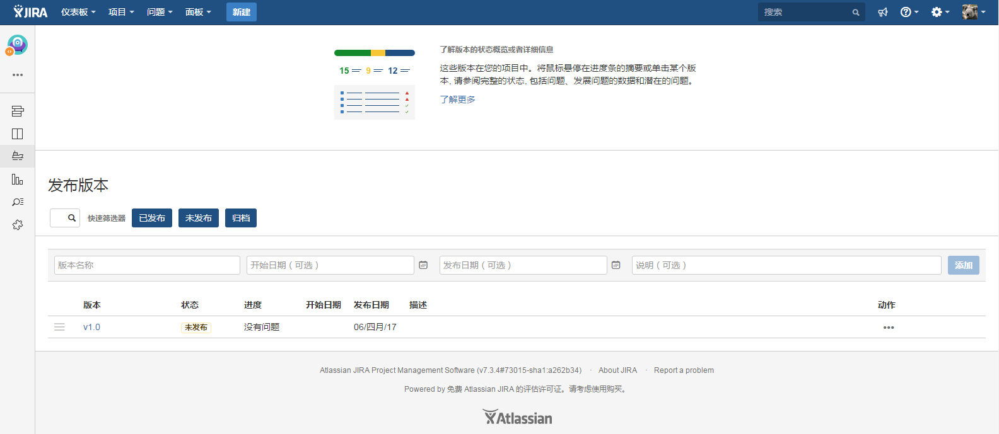 JIRA 仪表板 项目 问题 面板 新建 搜索
了解版本的状态概览或者详细信息
15 9 12
这些版本在您的项目中。将鼠标悬停在进度条的摘要或单击某个版
本, 请参阅完整的状态, 包括问题、发展问题的数据和潜在的问题。
了解更多
发布版本
快速筛选器 已发布 未发布 归档
版本名称 开始日期（可选） 发布日期（可选） 说明（可选） 添加
版本 状态 进度 开始日期 发布日期 描述 动作
v1.0 未发布 没有问题 06/四月/17
Atlassian JIRA Project Management Software (v7.3.4#73015-sha1:a262b34) · About JIRA · Report a problem
Powered by 免费 Atlassian JIRA 的评估许可证。请考虑使用购买。
Atlassian